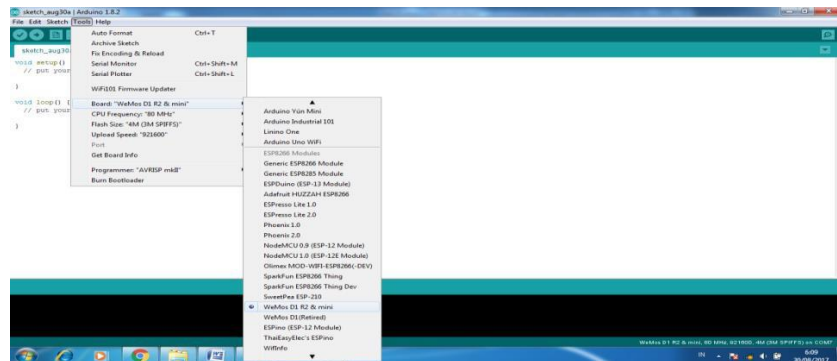 sketch_aug30a | Arduino 1.8.2
File Edit Sketch Tools Help
sketch_aug30
void setup()
// put your
}
void loop() {
// put your
}
Auto Format Ctrl+T
Archive Sketch
Fix Encoding & Reload
Serial Monitor Ctrl+Shift+M
Serial Plotter Ctrl+Shift+L
WiFi101 Firmware Updater
Board: "WeMos D1 R2 & mini"
CPU Frequency: "80 MHz"
Flash Size: "4M (3M SPIFFS)"
Upload Speed: "921600"
Port
Get Board Info
Programmer: "AVRISP mkII"
Burn Bootloader
Arduino Yún Mini
Arduino Industrial 101
Linino One
Arduino Uno WiFi
ESP8266 Modules
Generic ESP8266 Module
Generic ESP8285 Module
ESPDuino (ESP-13 Module)
Adafruit HUZZAH ESP8266
ESPresso Lite 1.0
ESPresso Lite 2.0
Phoenix 1.0
Phoenix 2.0
NodeMCU 0.9 (ESP-12 Module)
NodeMCU 1.0 (ESP-12E Module)
Olimex MOD-WIFI-ESP8266(-DEV)
SparkFun ESP8266 Thing
SparkFun ESP8266 Thing Dev
SweetPea ESP-210
WeMos D1 R2 & mini
WeMos D1(Retired)
ESPino (ESP-12 Module)
ThaiEasyElec's ESPino
WifInfo
WeMos D1 R2 & mini, 80 MHz, 921600, 4M (3M SPIFFS) on COM7
IN
6:09
30/08/2017